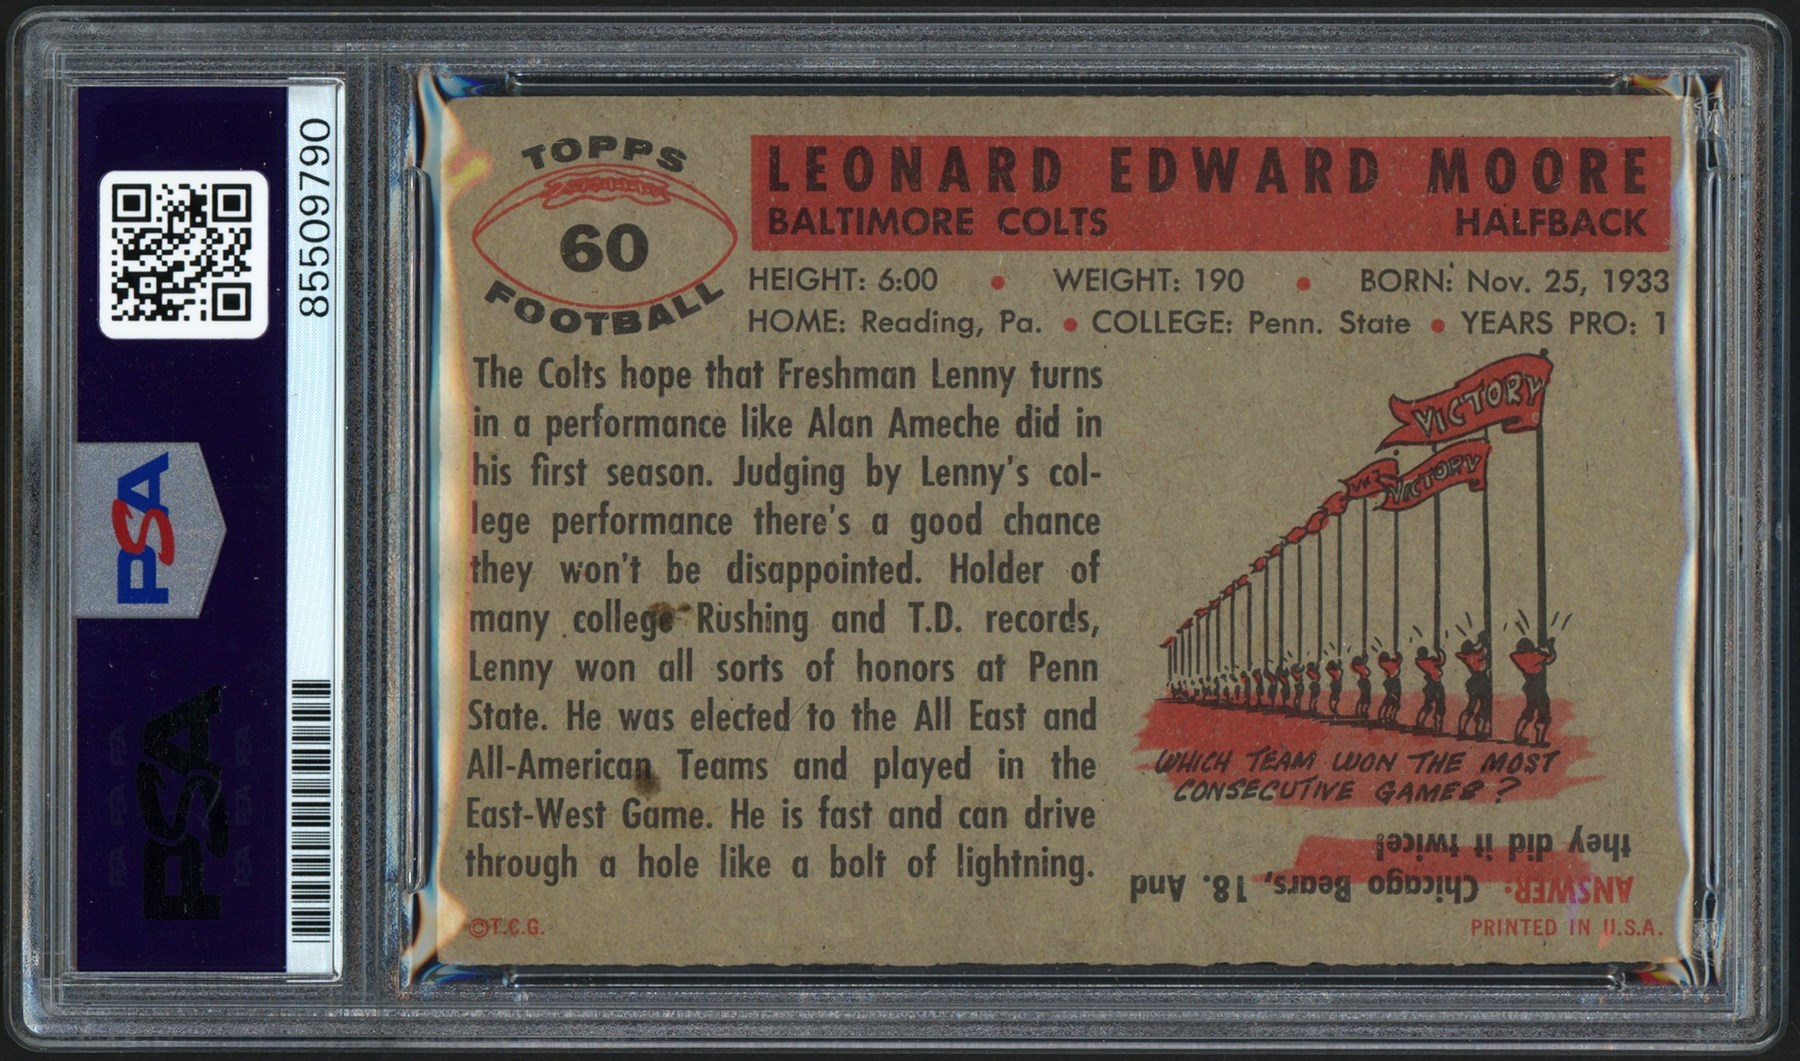 85509790
PSA
PSA
TOPPS
60
FOOTBALL
LEONARD EDWARD MOORE
BALTIMORE COLTS HALFBACK
HEIGHT: 6:00 • WEIGHT: 190 • BORN: Nov. 25, 1933
HOME: Reading, Pa. • COLLEGE: Penn. State • YEARS PRO: 1
The Colts hope that Freshman Lenny turns
in a performance like Alan Ameche did in
his first season. Judging by Lenny's col-
lege performance there's a good chance
they won't be disappointed. Holder of
many college Rushing and T.D. records,
Lenny won all sorts of honors at Penn
State. He was elected to the All East and
All-American Teams and played in the
East-West Game. He is fast and can drive
through a hole like a bolt of lightning.
©T.C.G.
VICTORY
VICTORY
WHICH TEAM WON THE MOST
CONSECUTIVE GAMES?
ANSWER: Chicago Bears, 18. And
they did it twice!
PRINTED IN U.S.A.